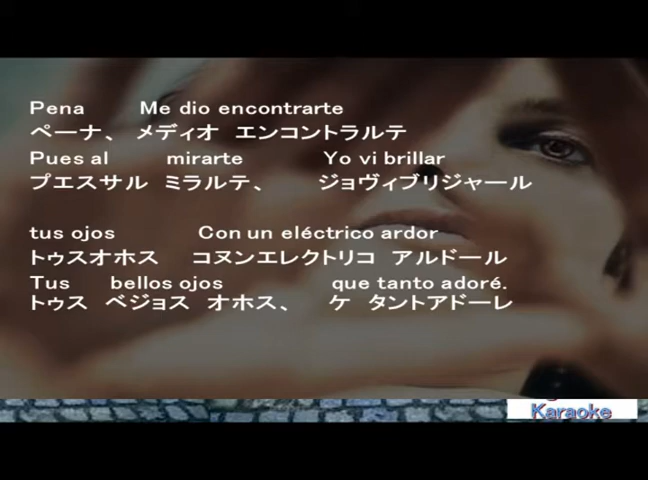 Pena Me dio encontrarte
ペーナ、 メディオ エンコントラルテ
Pues al mirarte Yo vi brillar
プエスサル ミラルテ、 ジョヴィブリジャール
tus ojos Con un eléctrico ardor
トゥスオホス コヌンエレクトリコ アルドール
Tus bellos ojos que tanto adoré.
トゥス ベジョス オホス、 ケ タントアドーレ
Karaoke